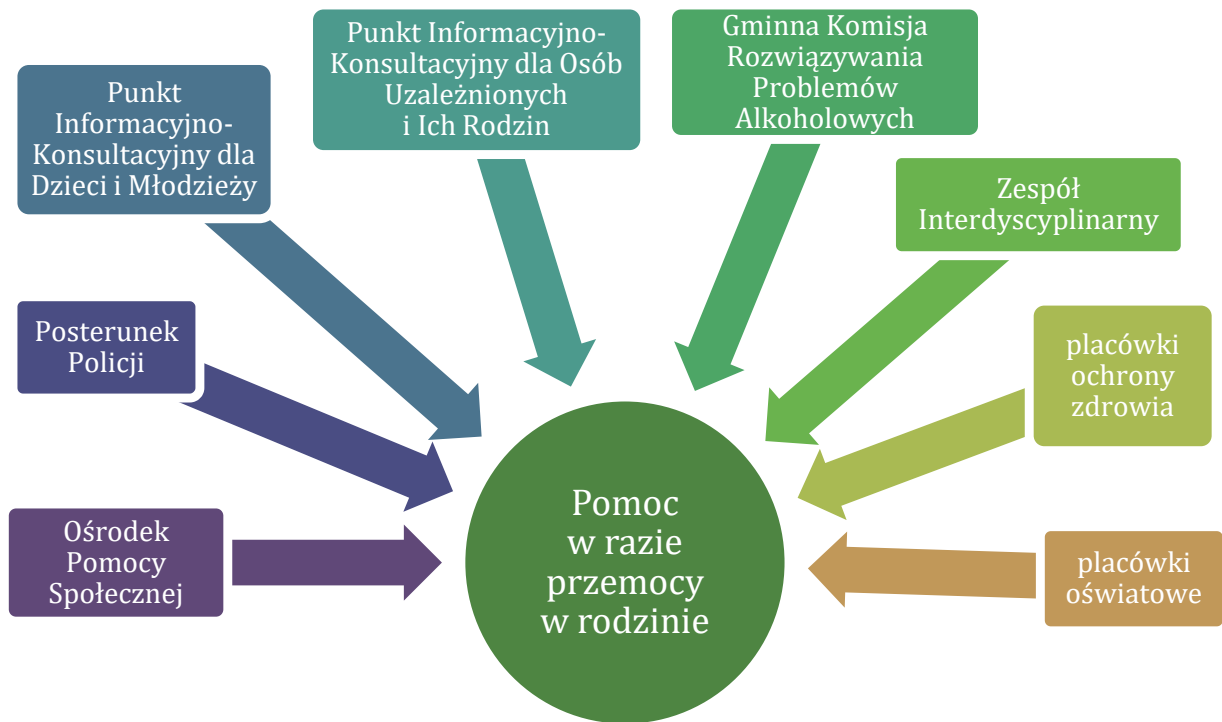 Punkt Informacyjno-
Konsultacyjny dla Osób
Uzależnionych
i Ich Rodzin
Gminna Komisja
Rozwiązywania
Problemów
Alkoholowych
Punkt
Informacyjno-
Konsultacyjny dla
Dzieci i Młodzieży
Zespół
Interdyscyplinarny
Posterunek
Policji
placówki
ochrony
zdrowia
Ośrodek
Pomocy
Społecznej
Pomoc
w razie
przemocy
w rodzinie
placówki
oświatowe